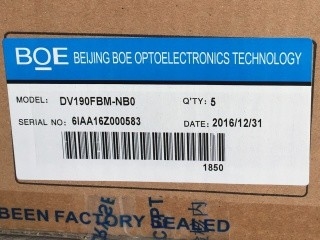 BOE BEIJING BOE OPTOELECTRONICS TECHNOLOGY
MODEL: DV190FBM-NB0 Q'TY: 5
SERIAL NO: 6IAA16Z000583 DATE: 2016/12/31
1850
BEEN FACTORY SEALED